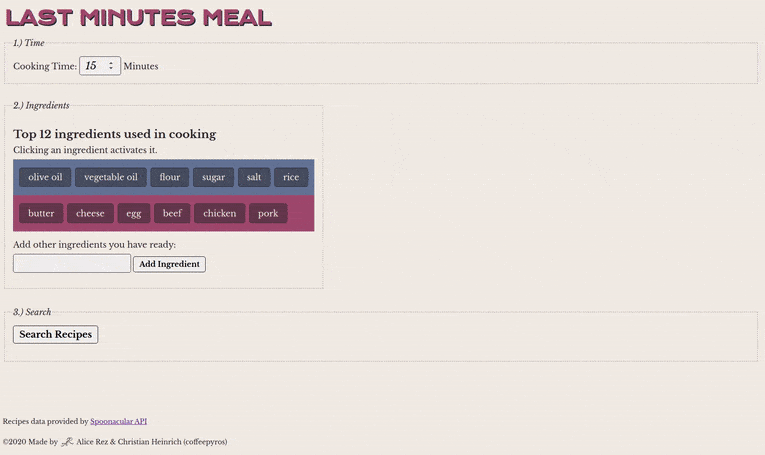 LAST MINUTES MEAL
1.) Time
Cooking Time: 15 Minutes
2.) Ingredients
Top 12 ingredients used in cooking
Clicking an ingredient activates it.
olive oil vegetable oil flour sugar salt rice
butter cheese egg beef chicken pork
Add other ingredients you have ready:
Add Ingredient
3.) Search
Search Recipes
Recipes data provided by Spoonacular API
©2020 Made by Alice Rez & Christian Heinrich (coffeepyros)